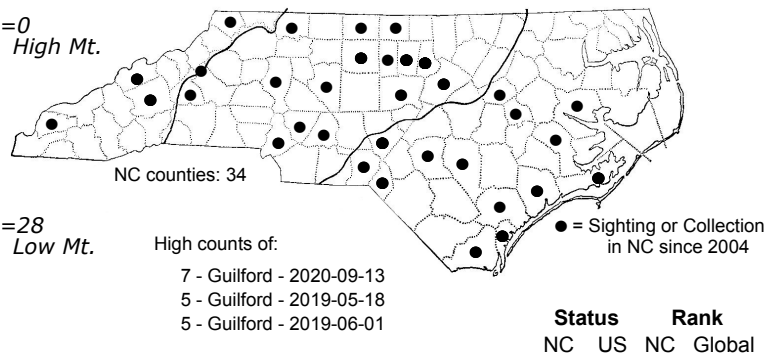 =0
High Mt.
NC counties: 34
=28
Low Mt.
High counts of:
7 - Guilford - 2020-09-13
5 - Guilford - 2019-05-18
5 - Guilford - 2019-06-01
● = Sighting or Collection
in NC since 2004
Status Rank
NC US NC Global